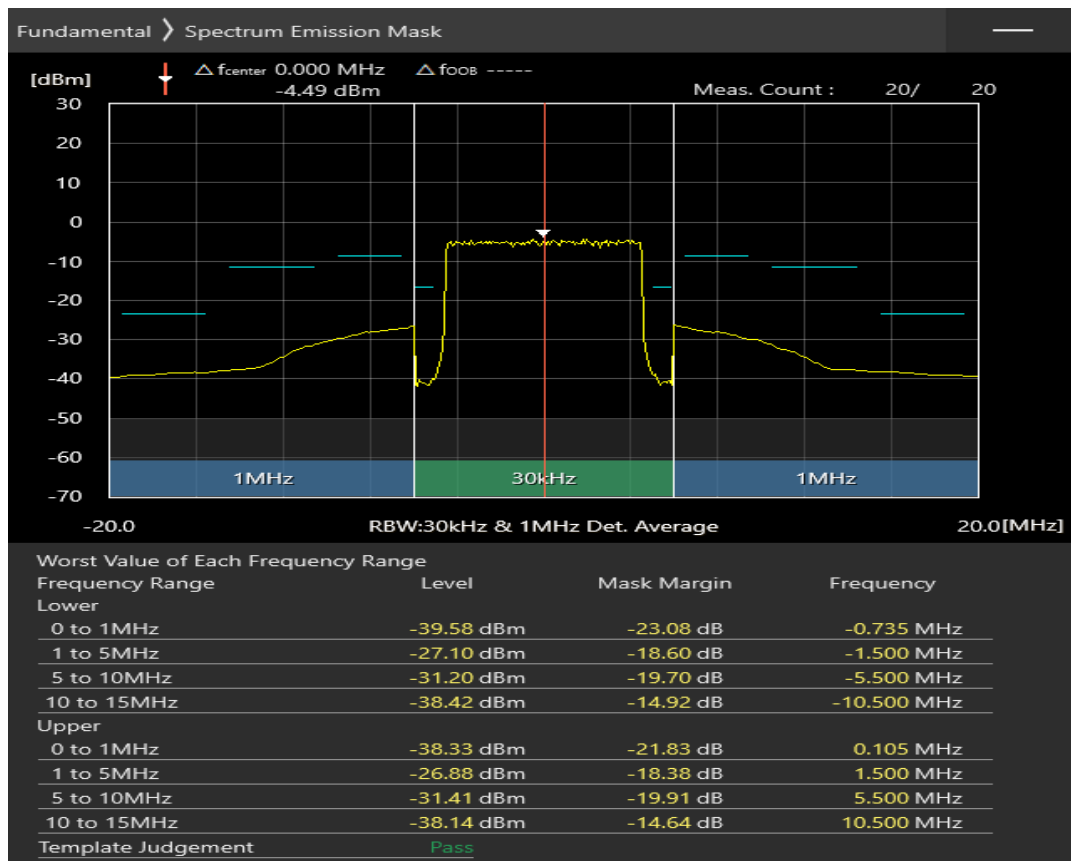 Fundamental ❯ Spectrum Emission Mask
[dBm] △ fcenter 0.000 MHz △ fOOB -----
-4.49 dBm Meas. Count : 20/ 20
30
20
10
0
-10
-20
-30
-40
-50
-60
-70
1MHz 30kHz 1MHz
-20.0 RBW:30kHz & 1MHz Det. Average 20.0[MHz]
Worst Value of Each Frequency Range
Frequency Range Level Mask Margin Frequency
Lower
0 to 1MHz -39.58 dBm -23.08 dB -0.735 MHz
1 to 5MHz -27.10 dBm -18.60 dB -1.500 MHz
5 to 10MHz -31.20 dBm -19.70 dB -5.500 MHz
10 to 15MHz -38.42 dBm -14.92 dB -10.500 MHz
Upper
0 to 1MHz -38.33 dBm -21.83 dB 0.105 MHz
1 to 5MHz -26.88 dBm -18.38 dB 1.500 MHz
5 to 10MHz -31.41 dBm -19.91 dB 5.500 MHz
10 to 15MHz -38.14 dBm -14.64 dB 10.500 MHz
Template Judgement Pass